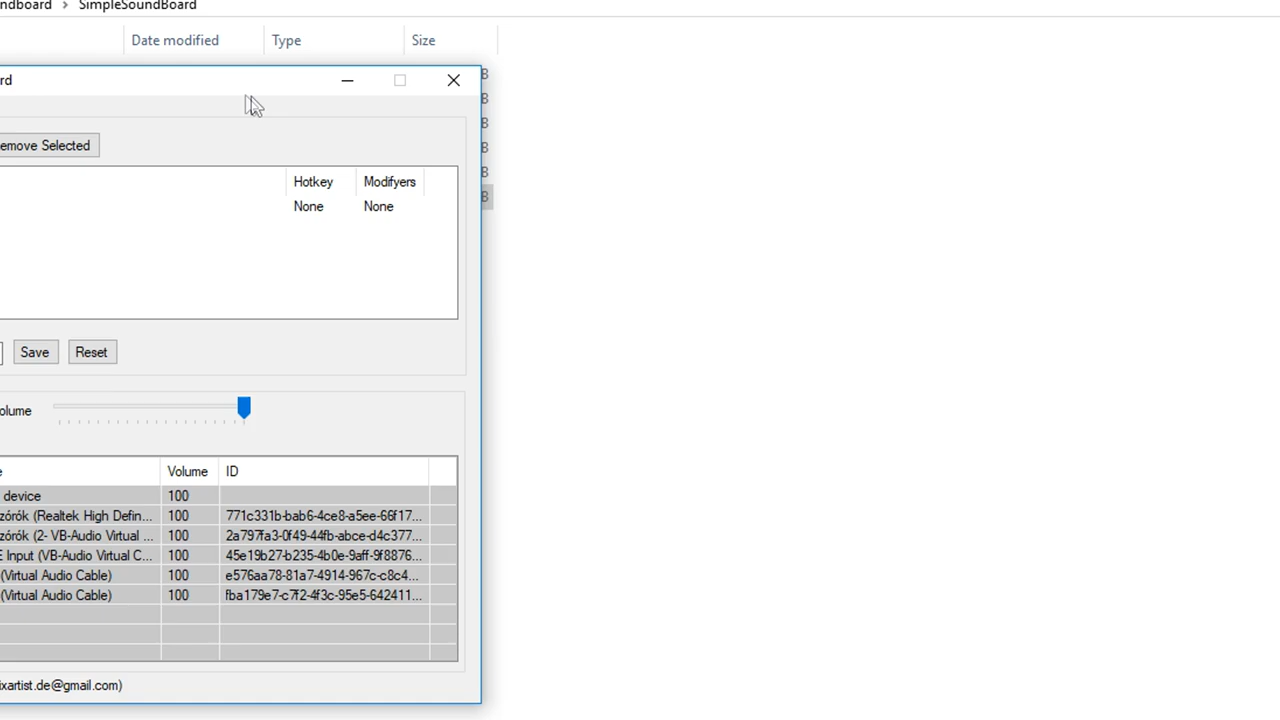 ndboard › SimpleSoundBoard
Date modified Type Size
rd
B
B
B
emove Selected
B
B
Hotkey Modifyers
B
None None
Save Reset
olume
e Volume ID
device 100
zórók (Realtek High Defin... 100 771c331b-bab6-4ce8-a5ee-66f17...
zórók (2- VB-Audio Virtual ... 100 2a797fa3-0f49-44fb-abce-d4c377...
E Input (VB-Audio Virtual C... 100 45e19b27-b235-4b0e-9aff-9f8876...
(Virtual Audio Cable) 100 e576aa78-81a7-4914-967c-c8c4...
(Virtual Audio Cable) 100 fba179e7-c7f2-4f3c-95e5-642411...
ixartist.de@gmail.com)